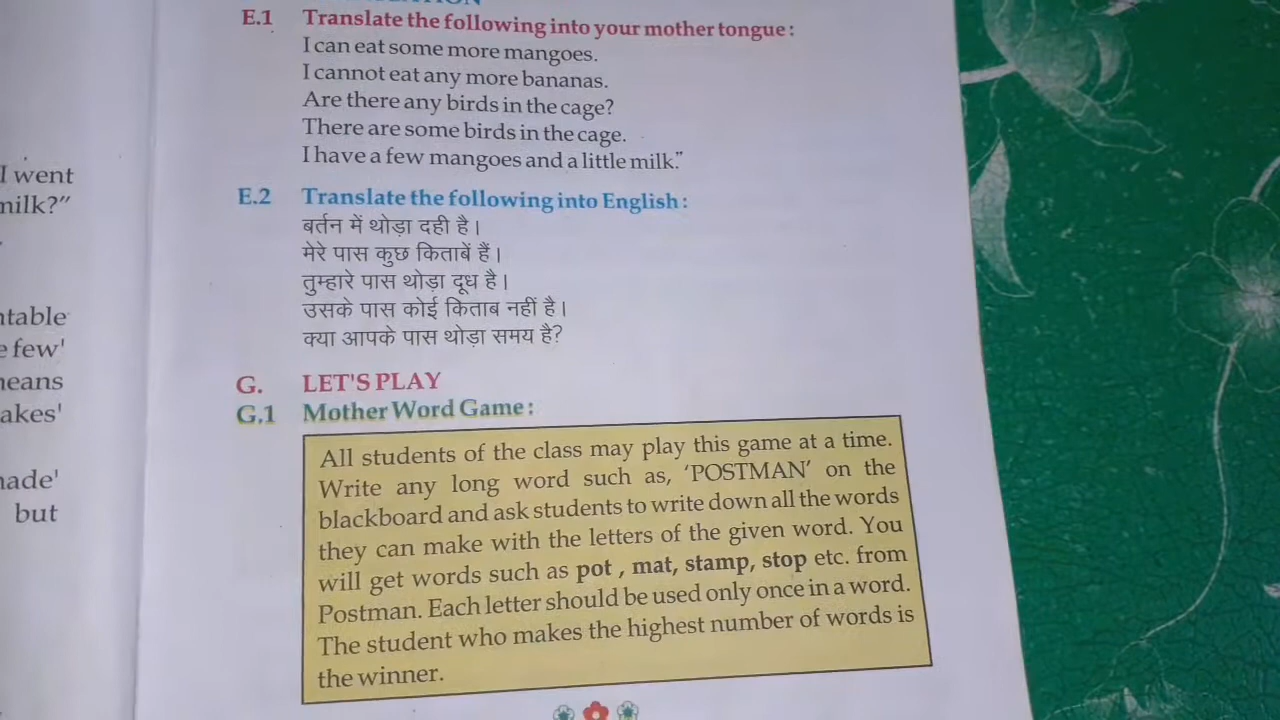 I went
milk?"
ntable
e few'
neans
akes'
nade'
but
E.1 Translate the following into your mother tongue :
I can eat some more mangoes.
I cannot eat any more bananas.
Are there any birds in the cage?
There are some birds in the cage.
I have a few mangoes and a little milk."
E.2 Translate the following into English :
बर्तन में थोड़ा दही है।
मेरे पास कुछ किताबें हैं।
तुम्हारे पास थोड़ा दूध है।
उसके पास कोई किताब नहीं है।
क्या आपके पास थोड़ा समय है?
G. LET'S PLAY
G.1 Mother Word Game :
All students of the class may play this game at a time.
Write any long word such as, 'POSTMAN' on the
blackboard and ask students to write down all the words
they can make with the letters of the given word. You
will get words such as pot , mat, stamp, stop etc. from
Postman. Each letter should be used only once in a word.
The student who makes the highest number of words is
the winner.